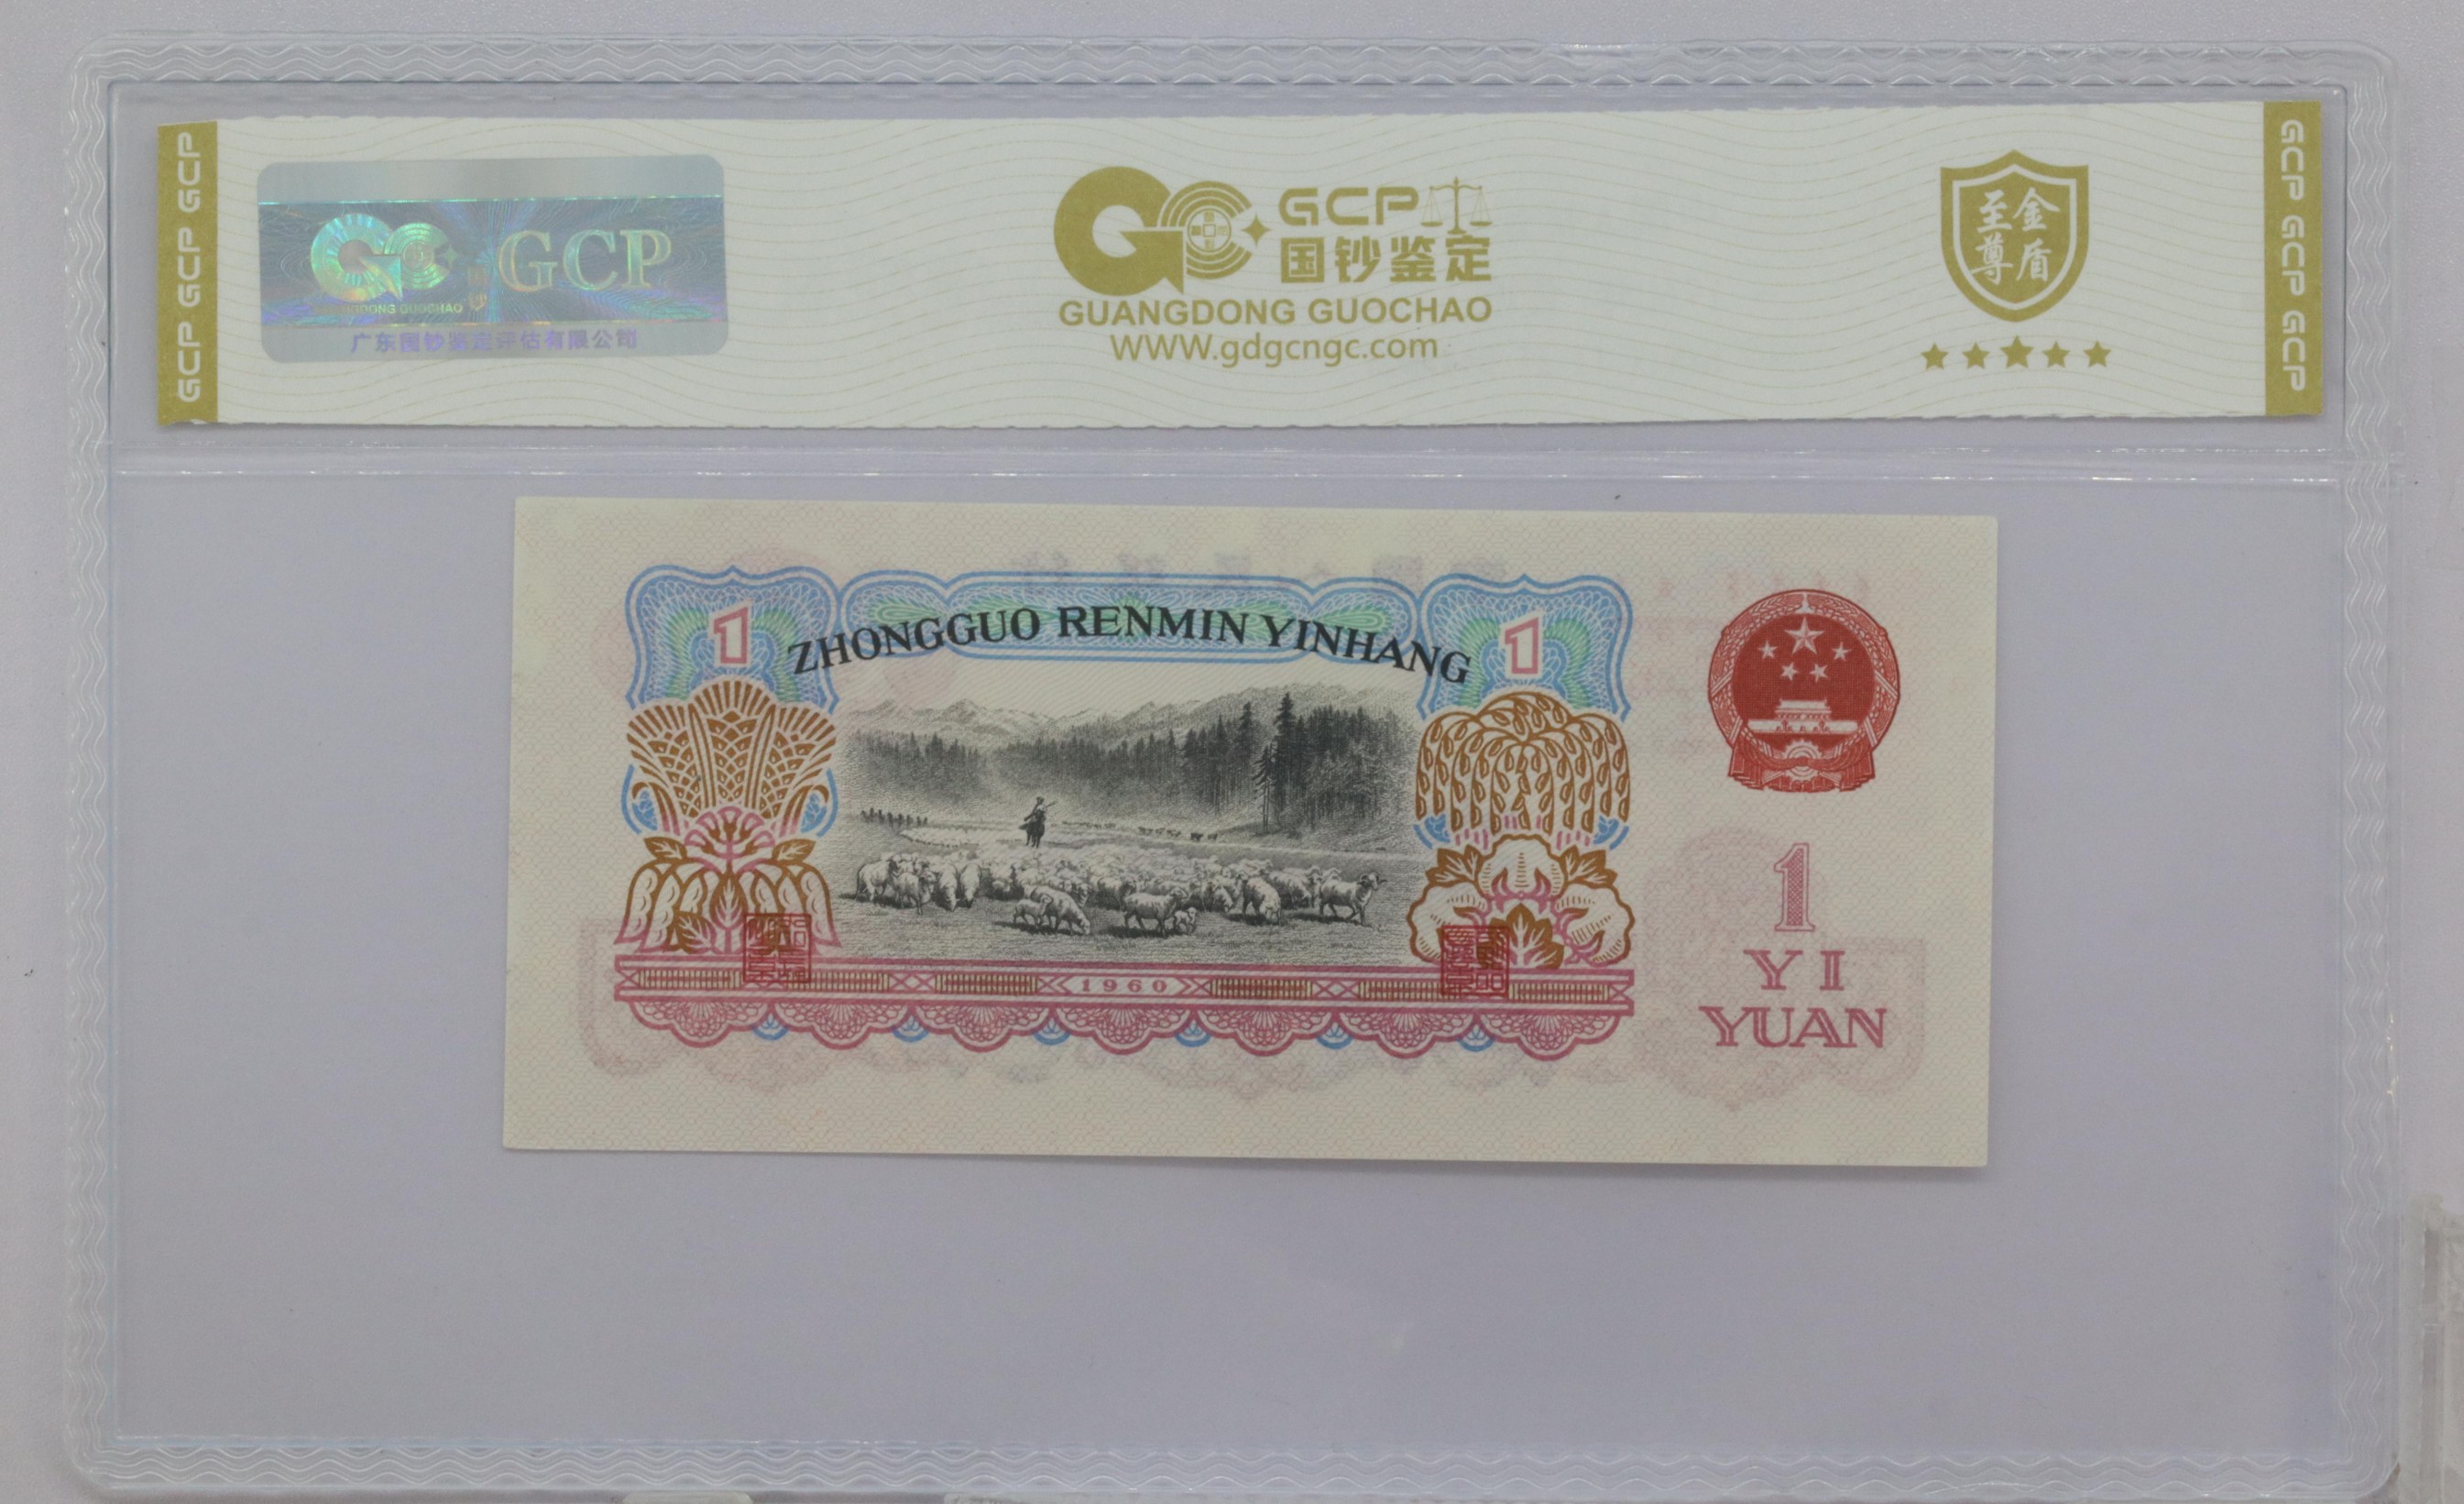 GCP GCP GCP
GCP
GUANGDONG GUOCHAO
广东国钞鉴定评估有限公司
GCP
国钞鉴定
GUANGDONG GUOCHAO
www.gdgcngc.com
至尊
金盾
GCP GCP GCP
ZHONGGUO RENMIN YINHANG
1
1
1960
1
YI
YUAN